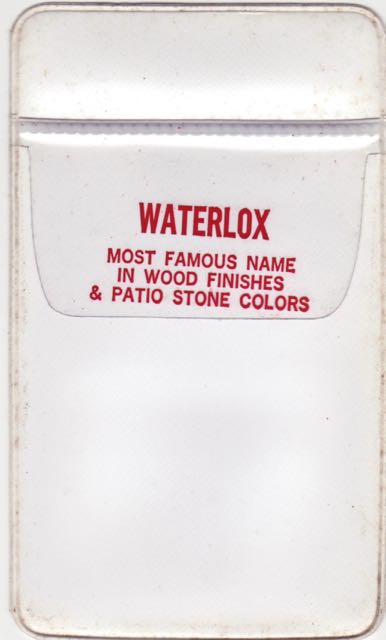 WATERLOX
MOST FAMOUS NAME
IN WOOD FINISHES
& PATIO STONE COLORS